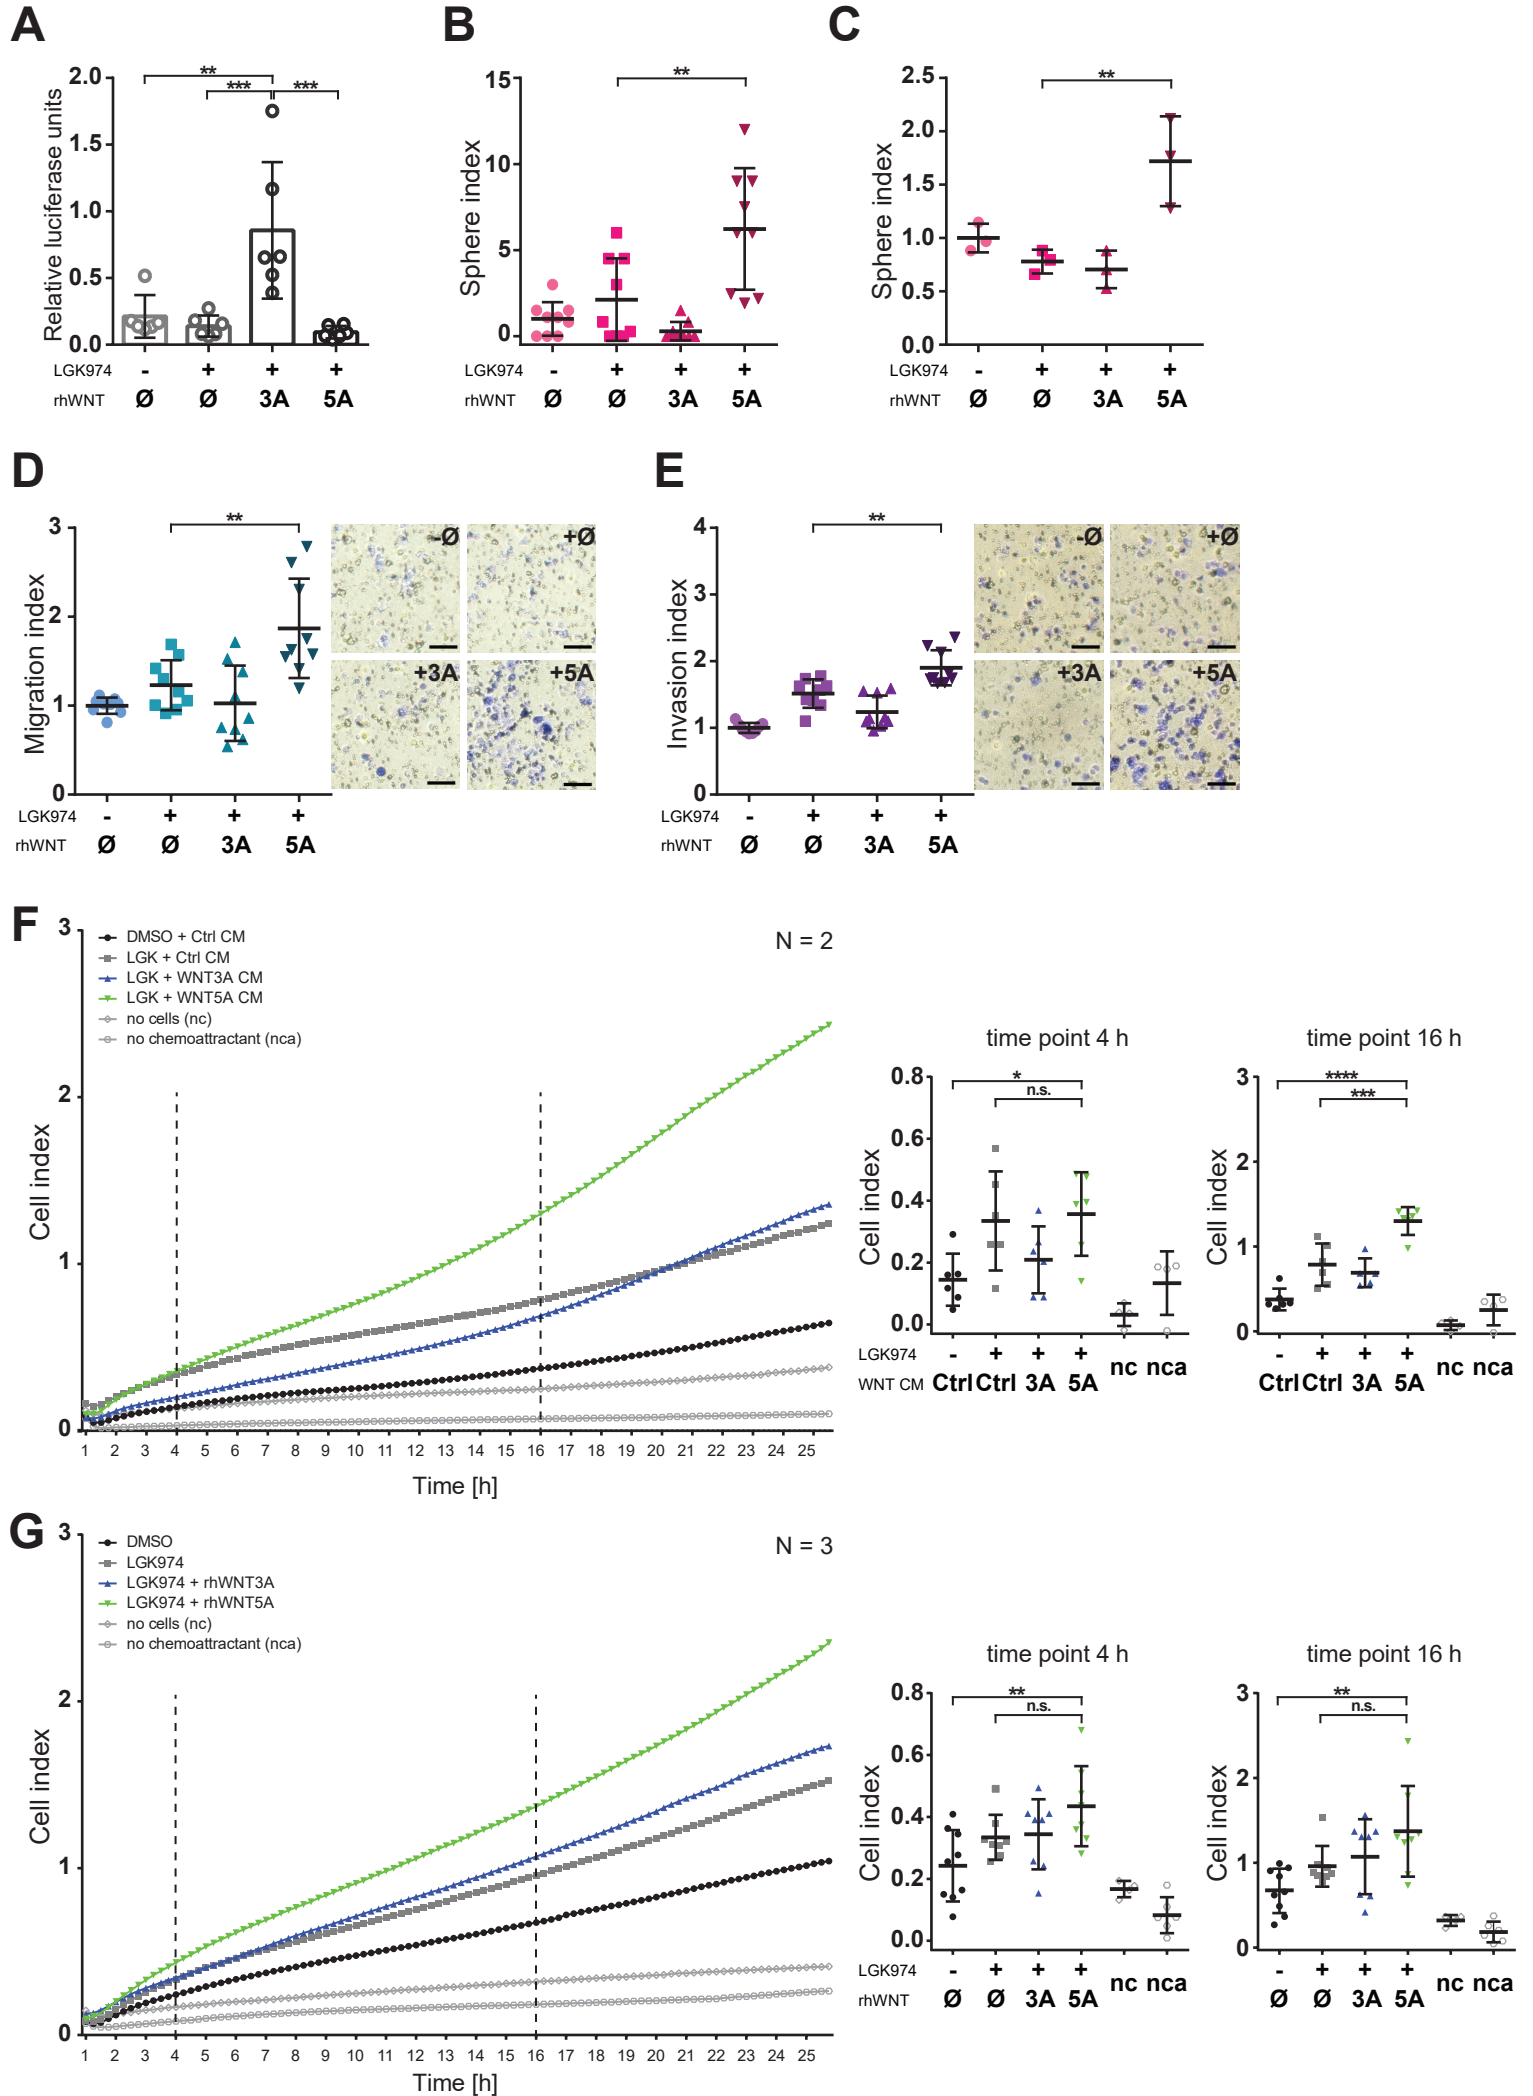 A
Relative luciferase units
2.0
1.5
1.0
0.5
0.0
**
***
***
LGK974 - + + +
rhWNT Ø Ø 3A 5A
B
Sphere index
15
10
5
0
**
LGK974 - + + +
rhWNT Ø Ø 3A 5A
C
Sphere index
2.5
2.0
1.5
1.0
0.5
0.0
**
LGK974 - + + +
rhWNT Ø Ø 3A 5A
D
Migration index
3
2
1
0
**
LGK974 - + + +
rhWNT Ø Ø 3A 5A
-Ø +Ø
+3A +5A
E
Invasion index
4
3
2
1
0
**
LGK974 - + + +
rhWNT Ø Ø 3A 5A
-Ø +Ø
+3A +5A
F
Cell index
3
2
1
0
DMSO + Ctrl CM
LGK + Ctrl CM
LGK + WNT3A CM
LGK + WNT5A CM
no cells (nc)
no chemoattractant (nca)
N = 2
1 2 3 4 5 6 7 8 9 10 11 12 13 14 15 16 17 18 19 20 21 22 23 24 25
Time [h]
time point 4 h
Cell index
0.8
0.6
0.4
0.2
0.0
*
n.s.
LGK974 - + + + nc nca
WNT CM Ctrl Ctrl 3A 5A
time point 16 h
Cell index
3
2
1
0
****
***
- + + + nc nca
Ctrl Ctrl 3A 5A
G
Cell index
3
2
1
0
DMSO
LGK974
LGK974 + rhWNT3A
LGK974 + rhWNT5A
no cells (nc)
no chemoattractant (nca)
N = 3
1 2 3 4 5 6 7 8 9 10 11 12 13 14 15 16 17 18 19 20 21 22 23 24 25
Time [h]
time point 4 h
Cell index
0.8
0.6
0.4
0.2
0.0
**
n.s.
LGK974 - + + + nc nca
rhWNT Ø Ø 3A 5A
time point 16 h
Cell index
3
2
1
0
**
n.s.
- + + + nc nca
Ø Ø 3A 5A